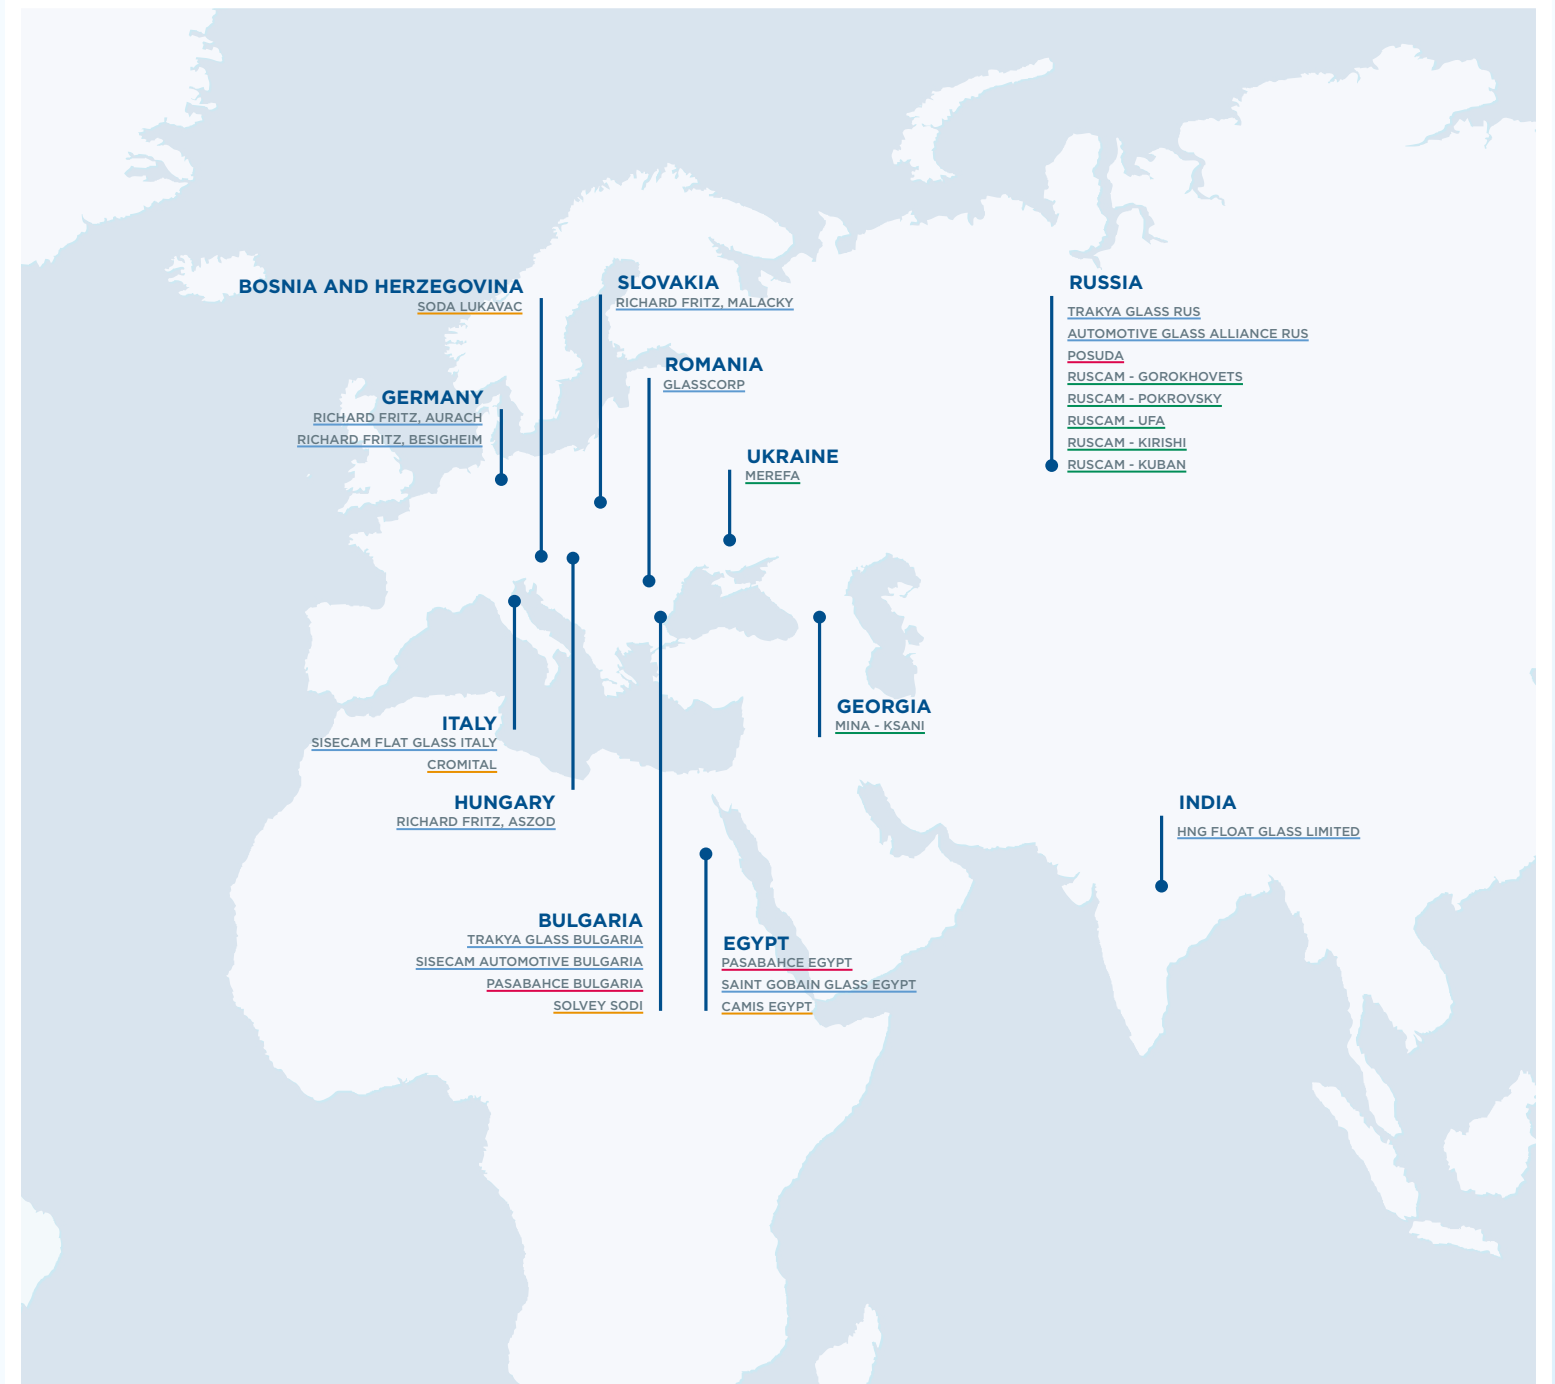 BOSNIA AND HERZEGOVINA
SODA LUKAVAC
SLOVAKIA
RICHARD FRITZ, MALACKY
RUSSIA
TRAKYA GLASS RUS
AUTOMOTIVE GLASS ALLIANCE RUS
POSUDA
RUSCAM - GOROKHOVETS
RUSCAM - POKROVSKY
RUSCAM - UFA
RUSCAM - KIRISHI
RUSCAM - KUBAN
ROMANIA
GLASSCORP
GERMANY
RICHARD FRITZ, AURACH
RICHARD FRITZ, BESIGHEIM
UKRAINE
MEREFA
GEORGIA
MINA - KSANI
ITALY
SISECAM FLAT GLASS ITALY
CROMITAL
HUNGARY
RICHARD FRITZ, ASZOD
INDIA
HNG FLOAT GLASS LIMITED
BULGARIA
TRAKYA GLASS BULGARIA
SISECAM AUTOMOTIVE BULGARIA
PASABAHCE BULGARIA
SOLVEY SODI
EGYPT
PASABAHCE EGYPT
SAINT GOBAIN GLASS EGYPT
CAMIS EGYPT